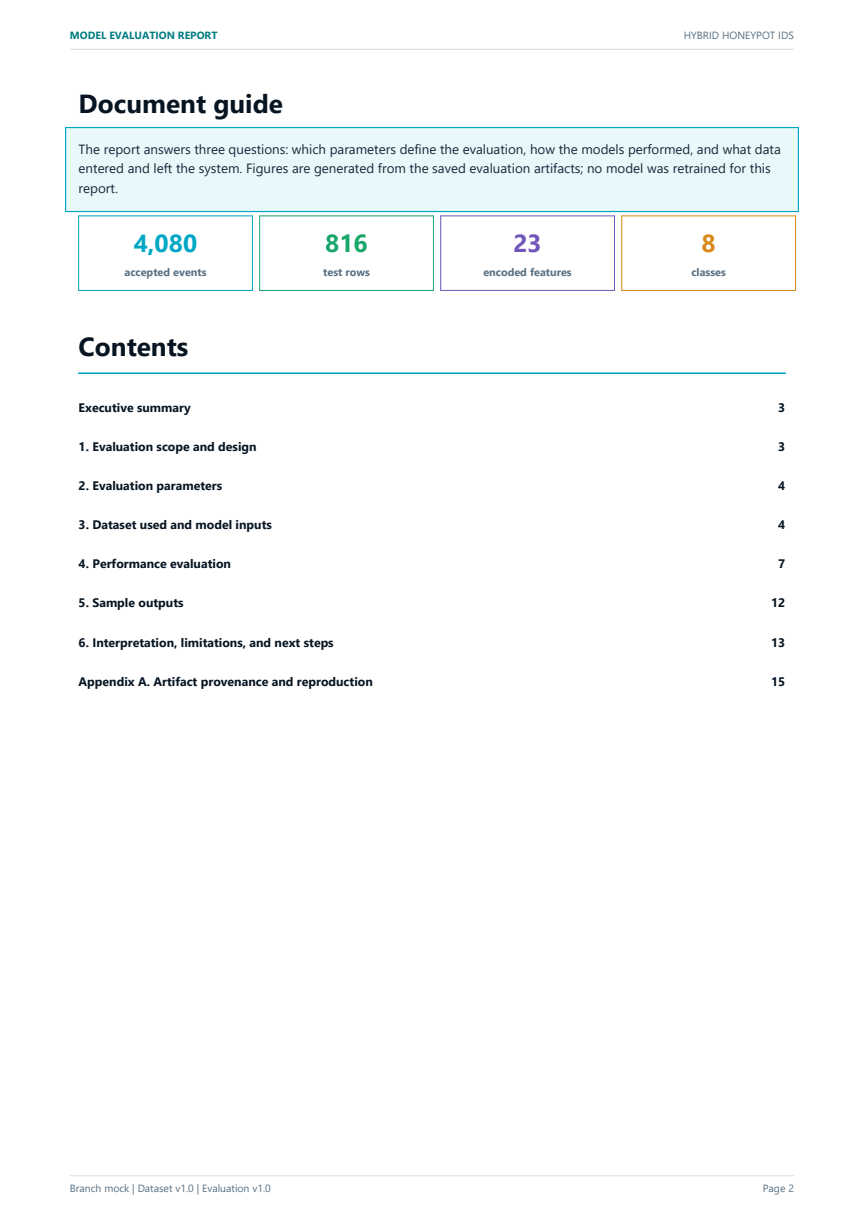 MODEL EVALUATION REPORT
HYBRID HONEYPOT IDS
Document guide
The report answers three questions: which parameters define the evaluation, how the models performed, and what data
entered and left the system. Figures are generated from the saved evaluation artifacts; no model was retrained for this
report.
4,080
accepted events
816
test rows
23
encoded features
8
classes
Contents
Executive summary 3
1. Evaluation scope and design 3
2. Evaluation parameters 4
3. Dataset used and model inputs 4
4. Performance evaluation 7
5. Sample outputs 12
6. Interpretation, limitations, and next steps 13
Appendix A. Artifact provenance and reproduction 15
Branch mock | Dataset v1.0 | Evaluation v1.0
Page 2